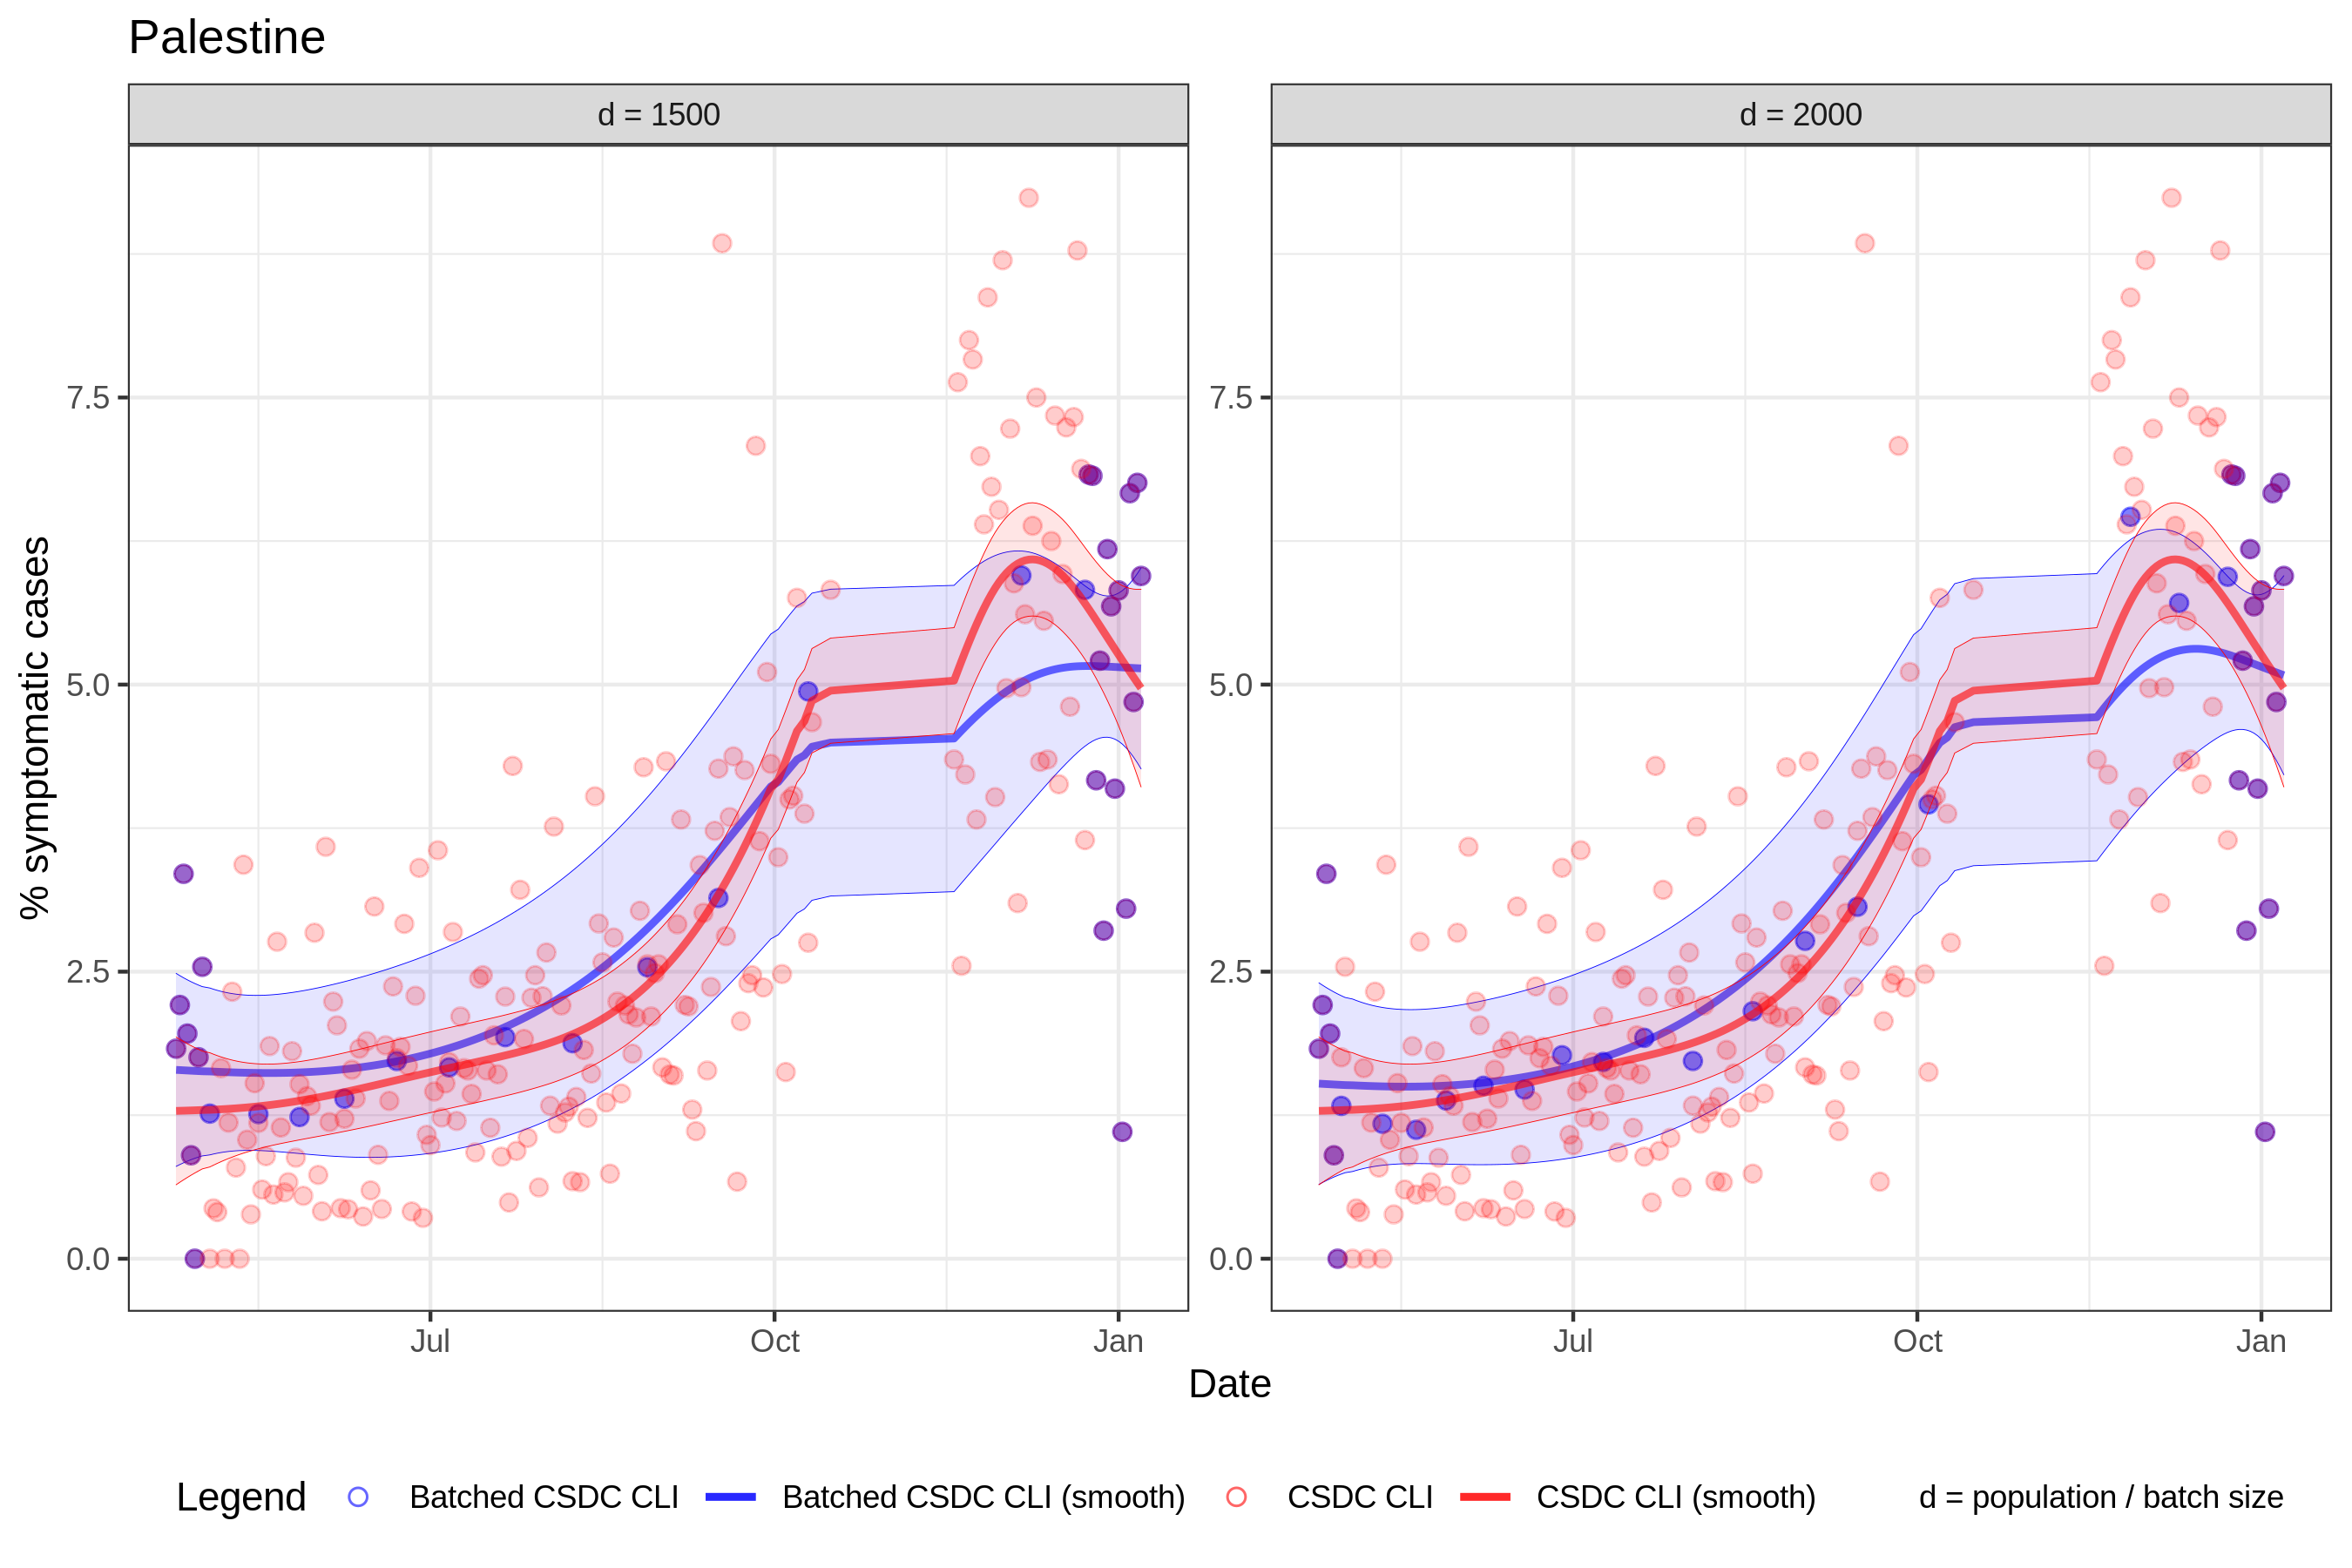 Palestine
d = 1500
d = 2000
% symptomatic cases
7.5
5.0
2.5
0.0
7.5
5.0
2.5
0.0
Jul Oct Jan
Jul Oct Jan
Date
Legend Batched CSDC CLI Batched CSDC CLI (smooth) CSDC CLI CSDC CLI (smooth) d = population / batch size